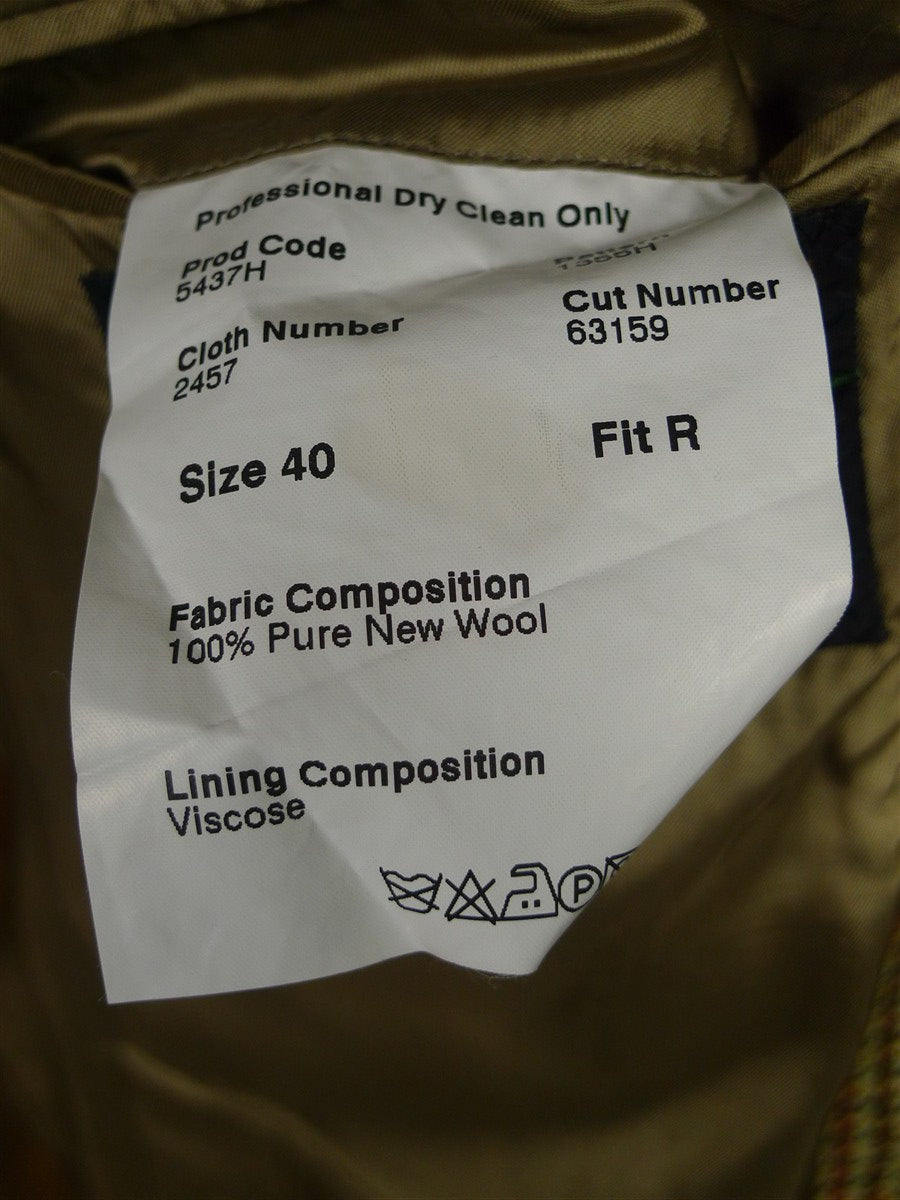 Professional Dry Clean Only
Prod Code
5437H
Cut Number
63159
Cloth Number
2457
Size 40
Fit R
Fabric Composition
100% Pure New Wool
Lining Composition
Viscose
P